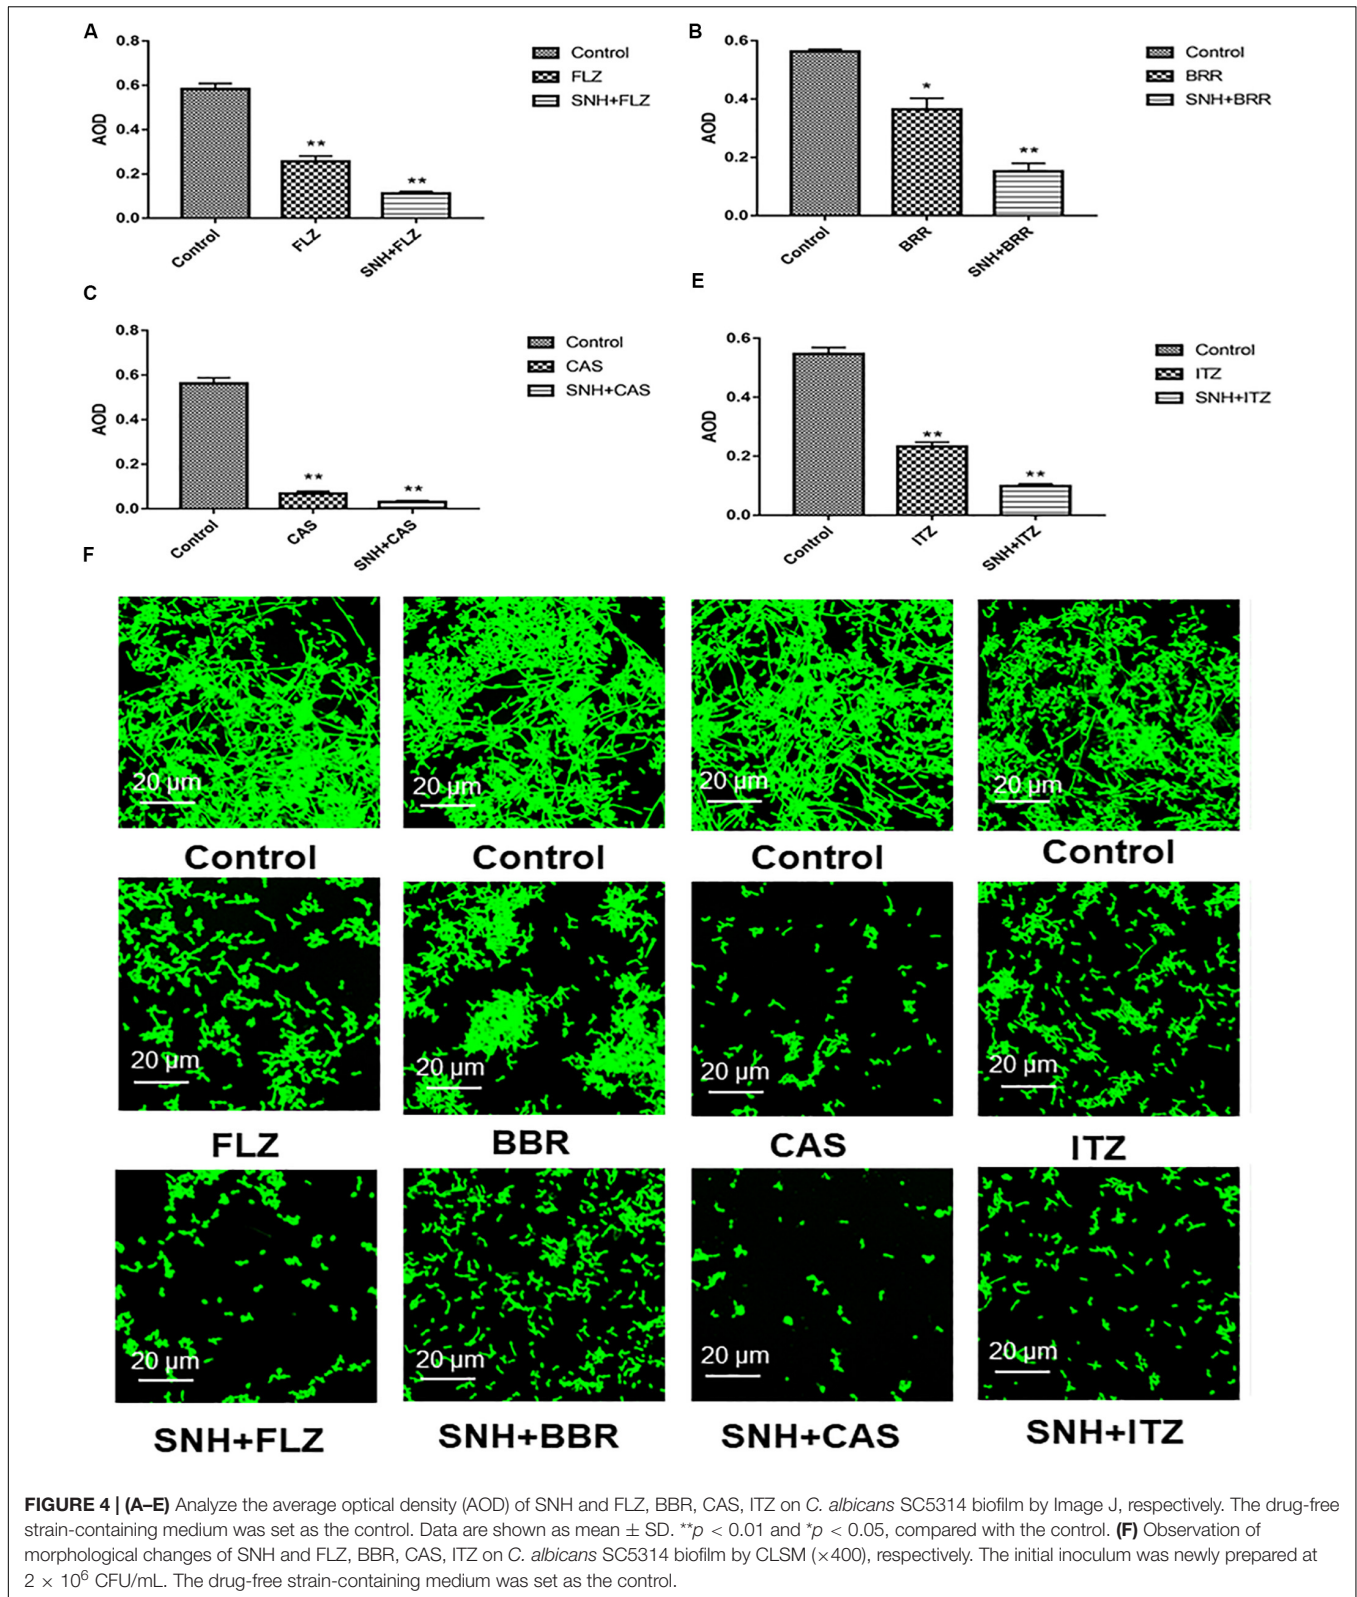 A
0.8
0.6
0.4
0.2
0.0
AOD
**
**
Control
FLZ
SNH+FLZ
Control
FLZ
SNH+FLZ
B
0.6
0.4
0.2
0.0
AOD
*
**
Control
BRR
SNH+BRR
Control
BRR
SNH+BRR
C
0.8
0.6
0.4
0.2
0.0
AOD
**
**
Control
CAS
SNH+CAS
Control
CAS
SNH+CAS
E
0.6
0.4
0.2
0.0
AOD
**
**
Control
ITZ
SNH+ITZ
Control
ITZ
SNH+ITZ
F
20 µm
20 µm
20 µm
20 µm
Control
Control
Control
Control
20 µm
20 µm
20 µm
20 µm
FLZ
BBR
CAS
ITZ
20 µm
20 µm
20 µm
20 µm
SNH+FLZ
SNH+BBR
SNH+CAS
SNH+ITZ
FIGURE 4 | (A–E) Analyze the average optical density (AOD) of SNH and FLZ, BBR, CAS, ITZ on C. albicans SC5314 biofilm by Image J, respectively. The drug-free
strain-containing medium was set as the control. Data are shown as mean ± SD. **p < 0.01 and *p < 0.05, compared with the control. (F) Observation of
morphological changes of SNH and FLZ, BBR, CAS, ITZ on C. albicans SC5314 biofilm by CLSM (×400), respectively. The initial inoculum was newly prepared at
2 × 10⁶ CFU/mL. The drug-free strain-containing medium was set as the control.